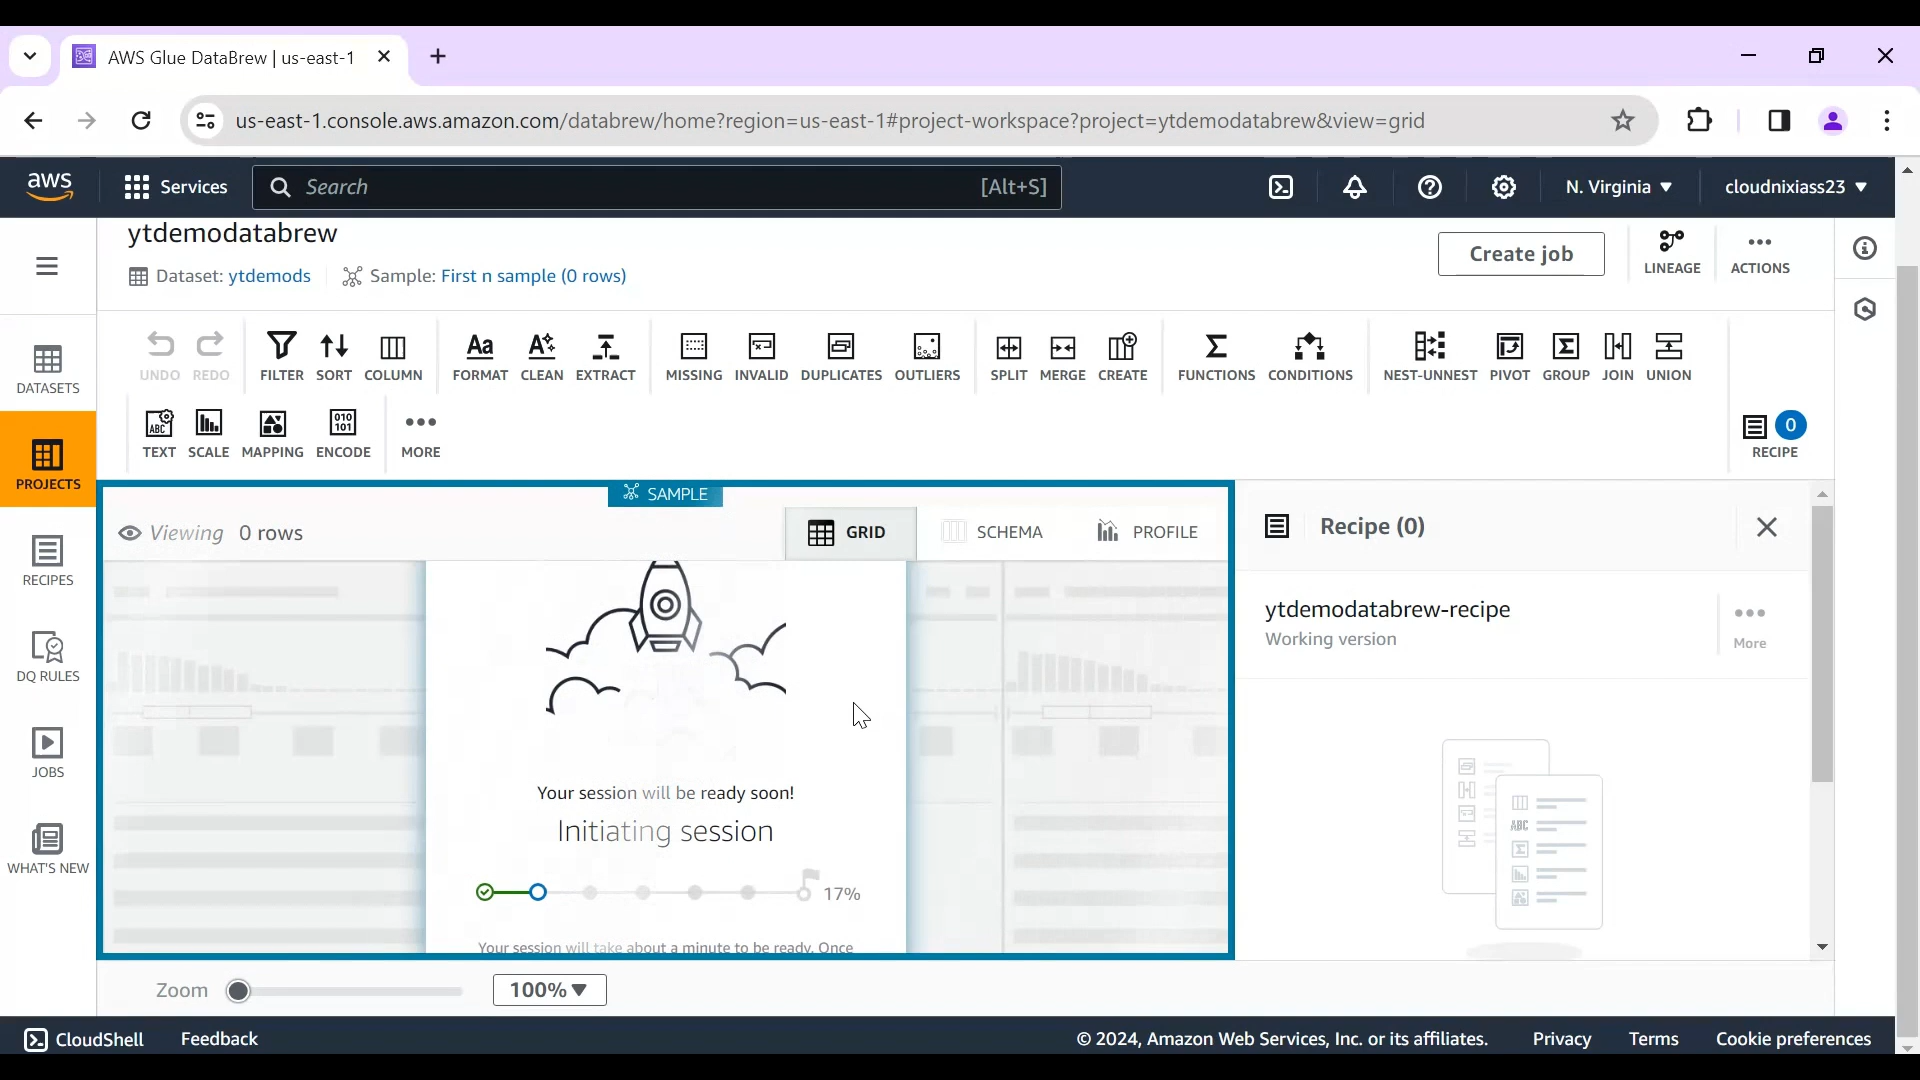 AWS Glue DataBrew | us-east-1
us-east-1.console.aws.amazon.com/databrew/home?region=us-east-1#project-workspace?project=ytdemodatabrew&view=grid
aws Services Search [Alt+S] N. Virginia ▼ cloudnixiass23 ▼
ytdemodatabrew
Create job
LINEAGE ACTIONS
Dataset: ytdemods Sample: First n sample (0 rows)
UNDO REDO FILTER SORT COLUMN FORMAT CLEAN EXTRACT MISSING INVALID DUPLICATES OUTLIERS SPLIT MERGE CREATE FUNCTIONS CONDITIONS NEST-UNNEST PIVOT GROUP JOIN UNION
TEXT SCALE MAPPING ENCODE MORE
0
RECIPE
DATASETS
PROJECTS
RECIPES
DQ RULES
JOBS
WHAT'S NEW
SAMPLE
Viewing 0 rows GRID SCHEMA PROFILE
Your session will be ready soon!
Initiating session
17%
Your session will take about a minute to be ready. Once
Recipe (0)
ytdemodatabrew-recipe
Working version
More
Zoom 100% ▼
CloudShell Feedback © 2024, Amazon Web Services, Inc. or its affiliates. Privacy Terms Cookie preferences